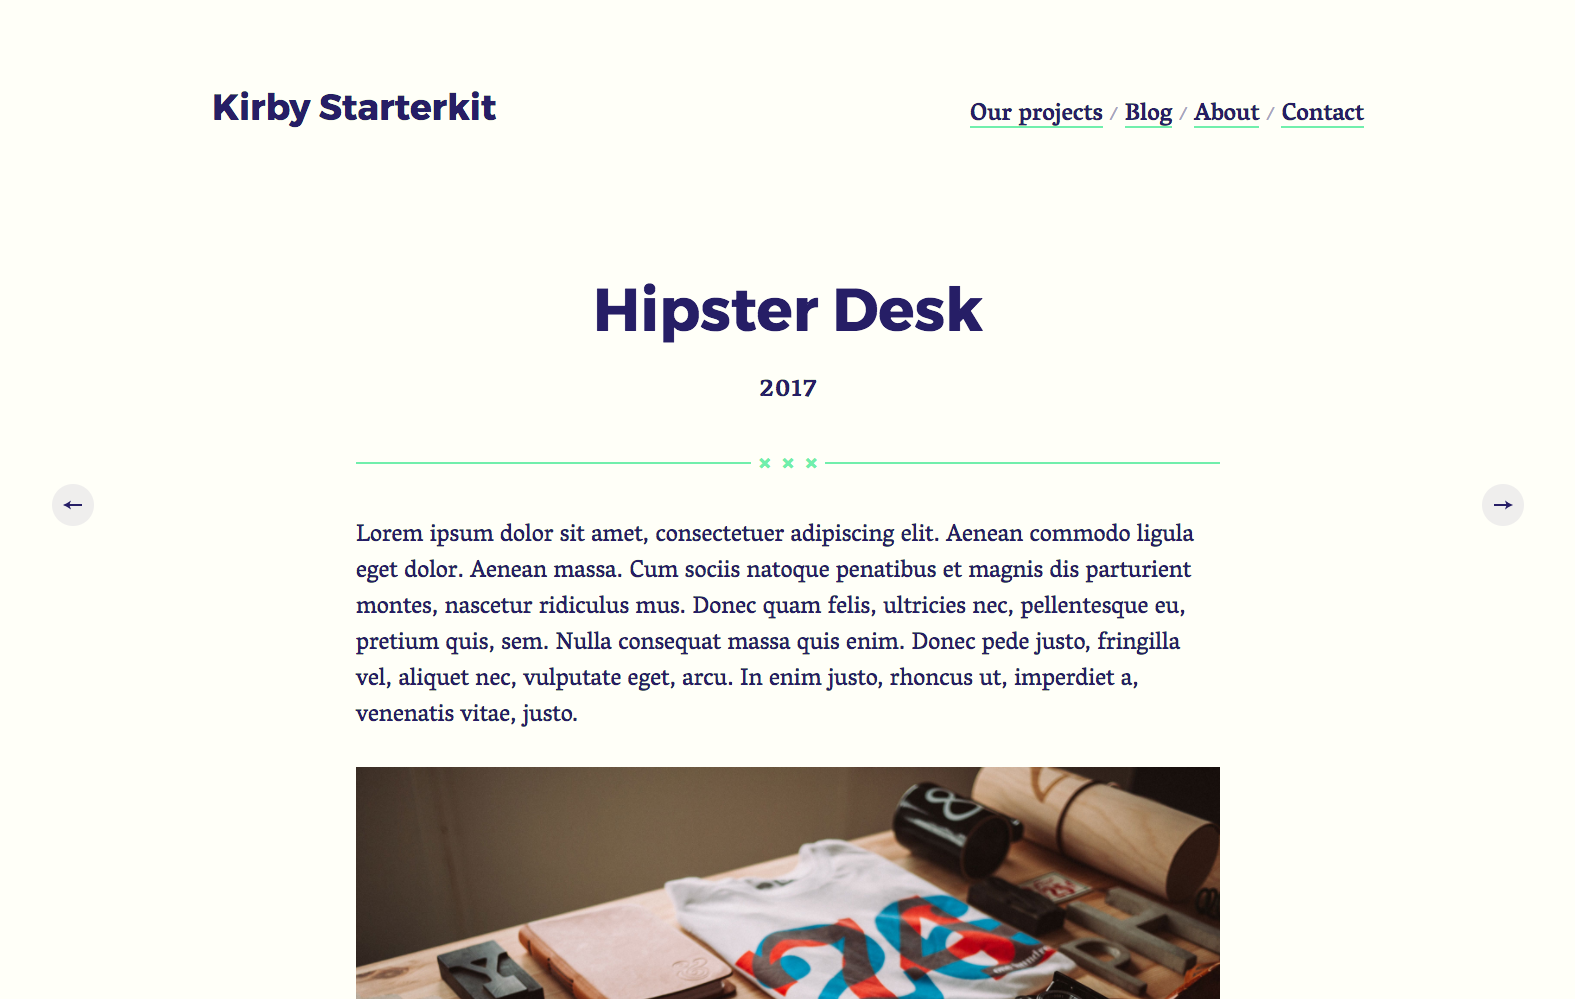 Kirby Starterkit
Our projects / Blog / About / Contact
Hipster Desk
2017
Lorem ipsum dolor sit amet, consectetuer adipiscing elit. Aenean commodo ligula
eget dolor. Aenean massa. Cum sociis natoque penatibus et magnis dis parturient
montes, nascetur ridiculus mus. Donec quam felis, ultricies nec, pellentesque eu,
pretium quis, sem. Nulla consequat massa quis enim. Donec pede justo, fringilla
vel, aliquet nec, vulputate eget, arcu. In enim justo, rhoncus ut, imperdiet a,
venenatis vitae, justo.
Y